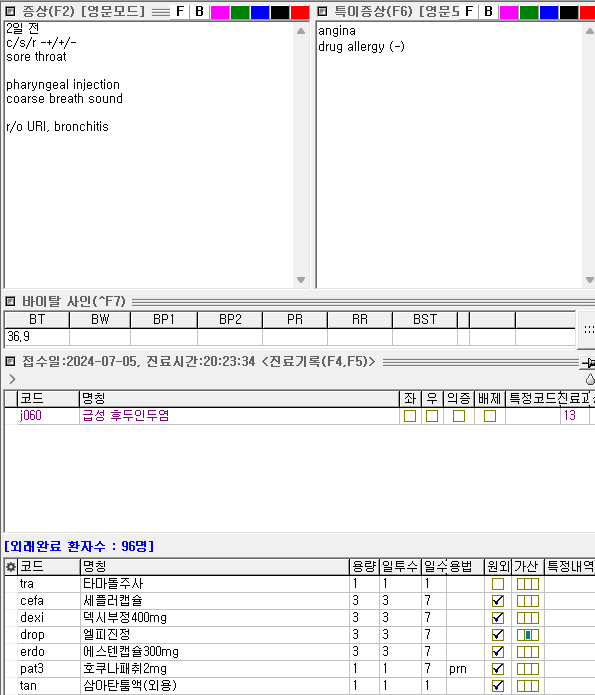 증상(F2) [영문모드] F B
2일 전
c/s/r -+/+/-
sore throat
pharyngeal injection
coarse breath sound
r/o URI, bronchitis
특이증상(F6) [영문모 F B
angina
drug allergy (-)
바이탈 사인(^F7)
BT BW BP1 BP2 PR RR BST
36.9
접수일:2024-07-05, 진료시간:20:23:34 <진료기록(F4,F5)>
코드 명칭 좌 우 의증 배제 특정코드 진료과
j060 급성 후두인두염 13
[외래완료 환자수 : 96명]
코드 명칭 용량 일투수 일수 용법 원외 가산 특정내역
tra 타마돌주사 1 1 1
cefa 세플러캡슐 3 3 7
dexi 덱시부정400mg 3 3 7
drop 엘피진정 3 3 7
erdo 에스텐캡슐300mg 3 3 7
pat3 호쿠나패취2mg 1 1 7 prn
tan 삼아탄툼액(외용) 1 1 1